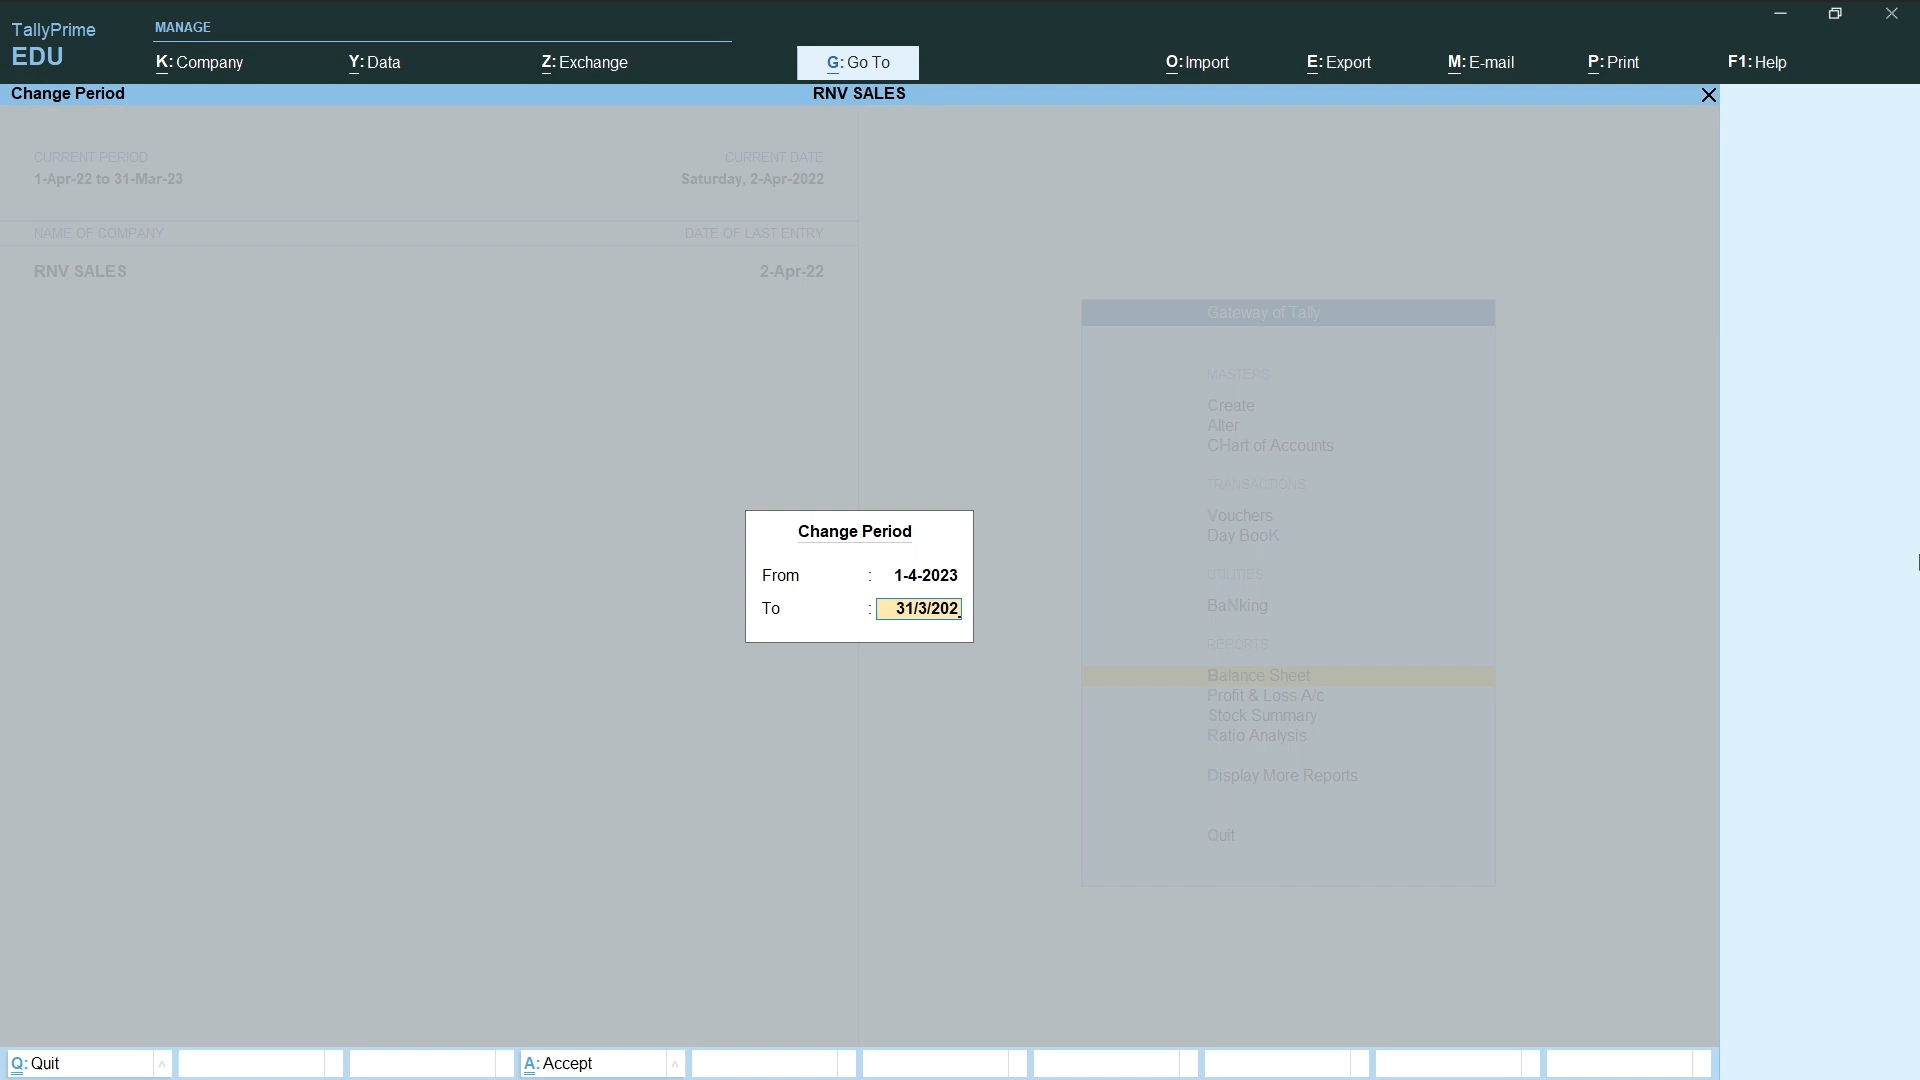 TallyPrime
EDU
MANAGE
K: Company
Y: Data
Z: Exchange
G: Go To
O: Import
E: Export
M: E-mail
P: Print
F1: Help
Change Period
RNV SALES
CURRENT PERIOD
CURRENT DATE
1-Apr-22 to 31-Mar-23
Saturday, 2-Apr-2022
NAME OF COMPANY
DATE OF LAST ENTRY
RNV SALES
2-Apr-22
Gateway of Tally
MASTERS
Create
Alter
CHart of Accounts
TRANSACTIONS
Vouchers
Day BooK
UTILITIES
BaNking
REPORTS
Balance Sheet
Profit & Loss A/c
Stock Summary
Ratio Analysis
Display More Reports
Quit
Change Period
From : 1-4-2023
To : 31/3/202
Q: Quit
A: Accept